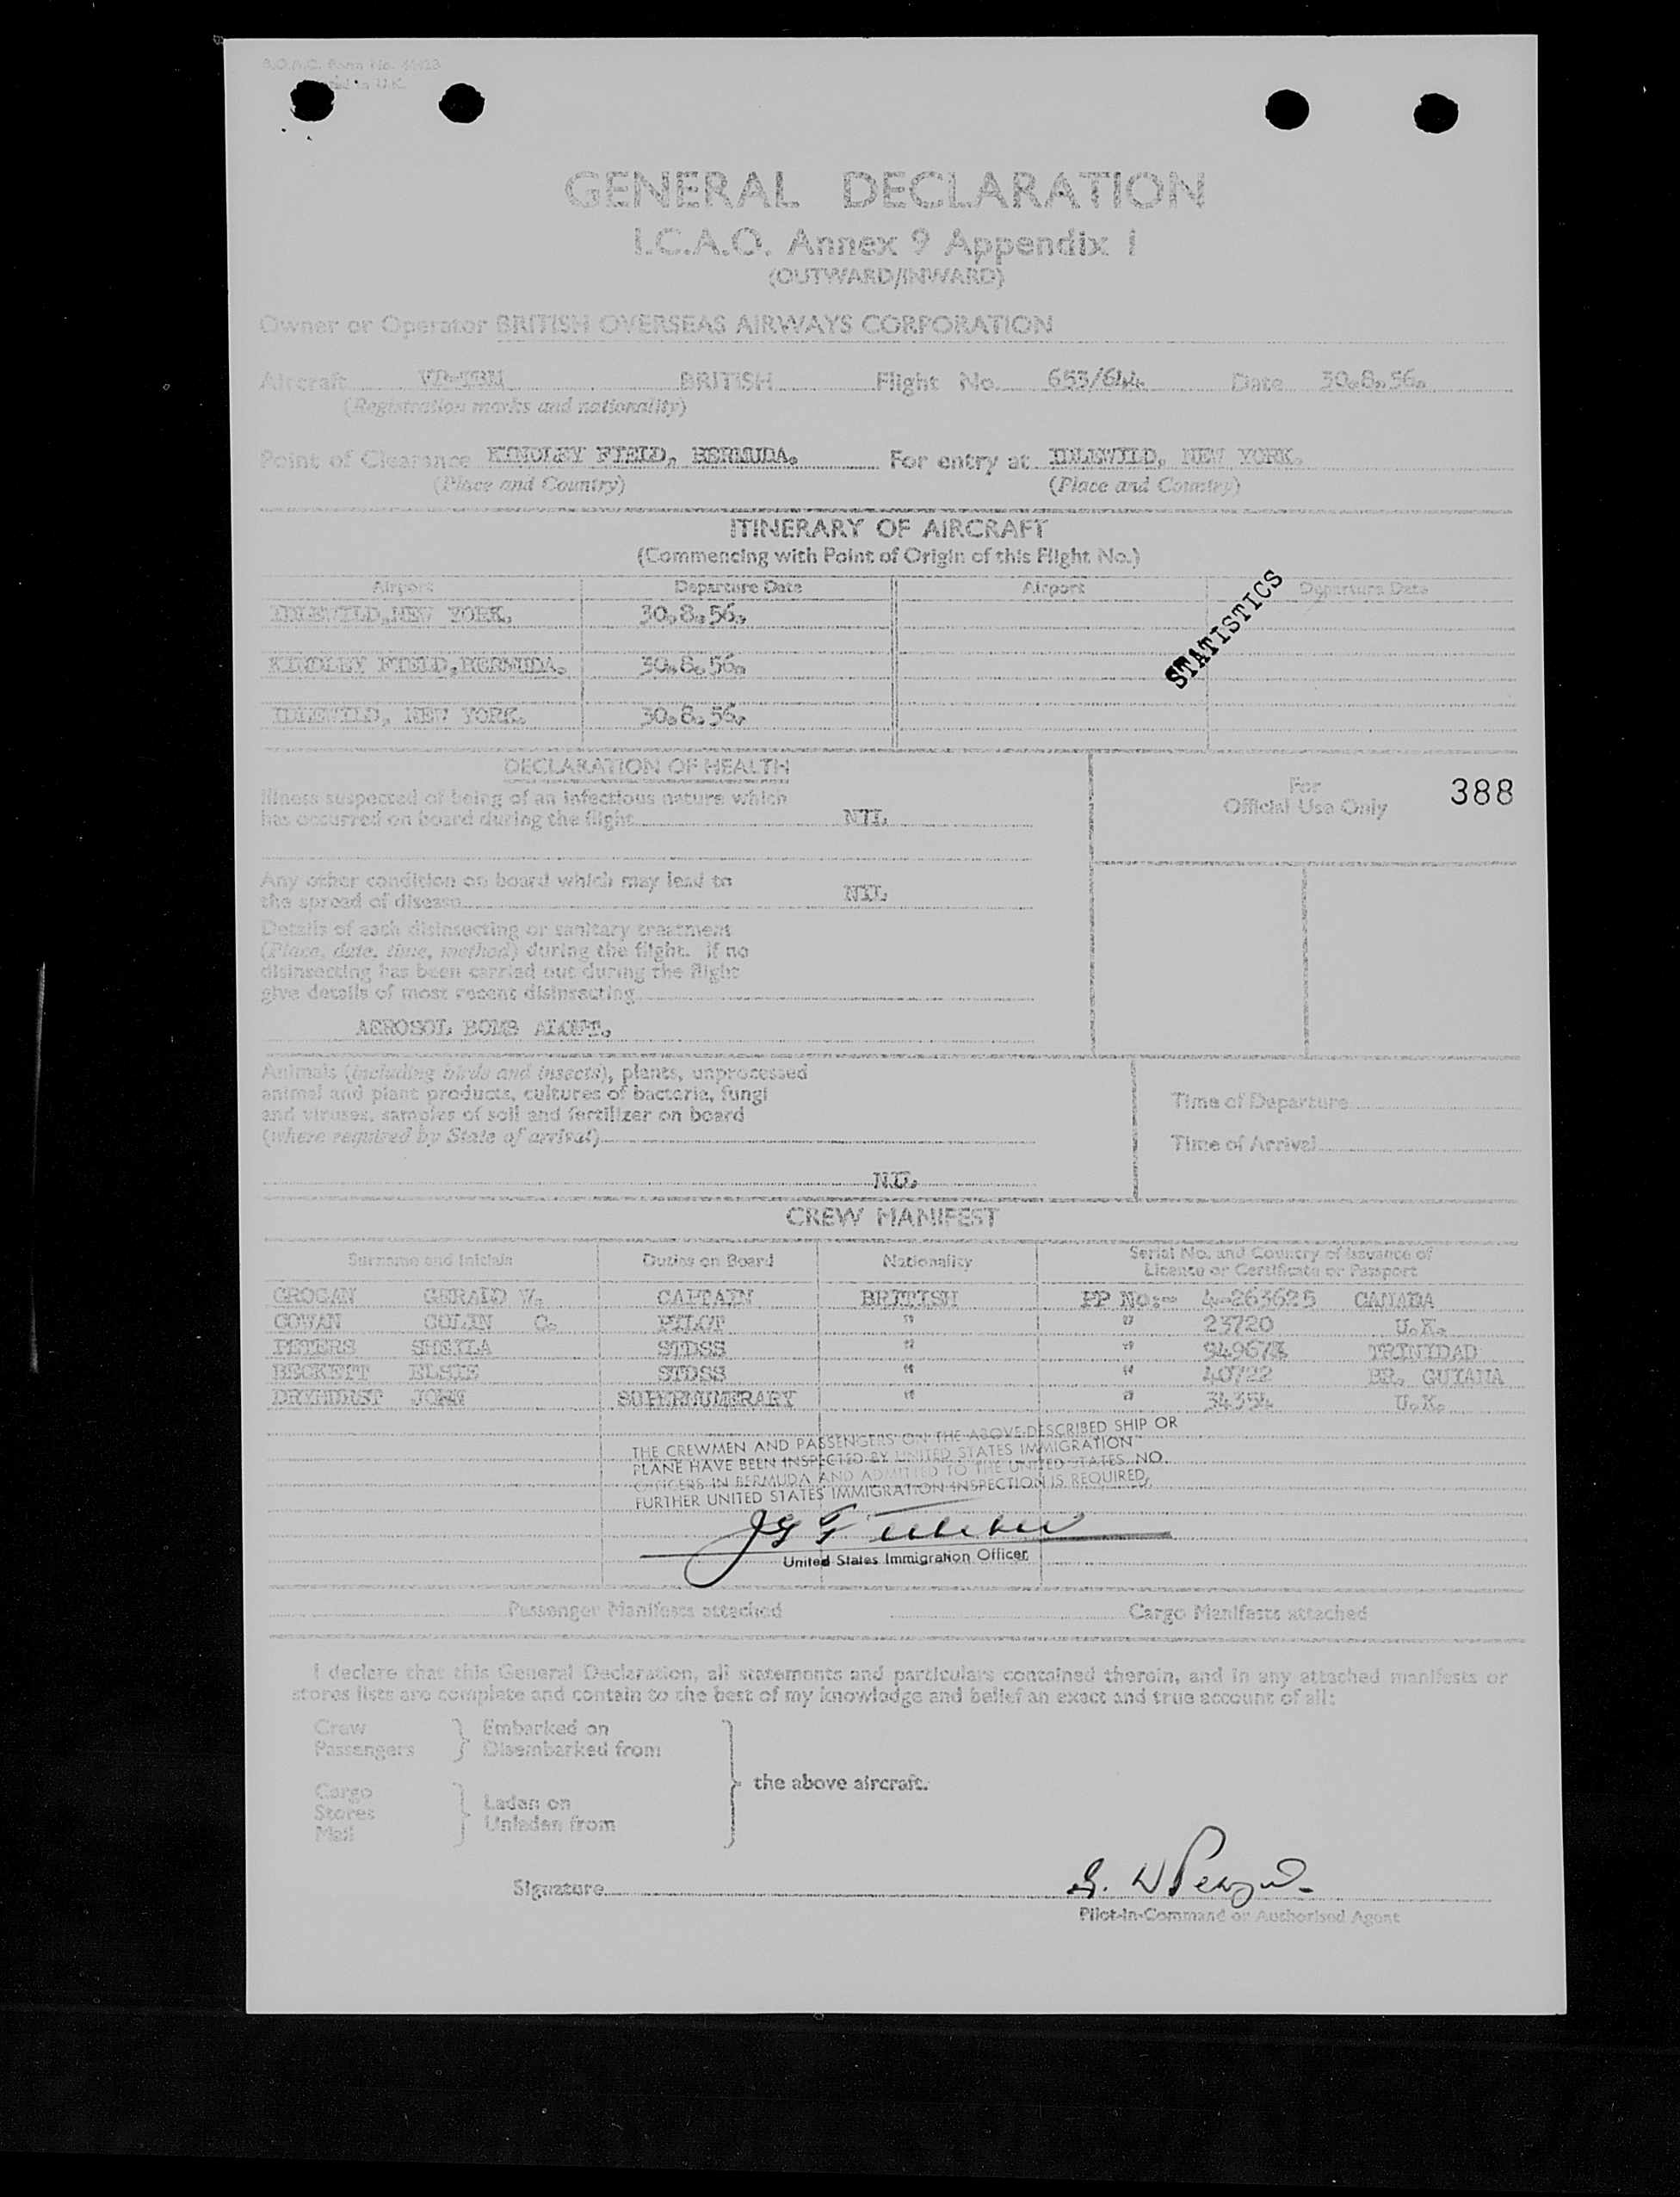 B.O.A.C. Form No.
in U.K.
GENERAL DECLARATION
I.C.A.O. Annex 9 Appendix 1
(OUTWARD/INWARD)
Owner or Operator BRITISH OVERSEAS AIRWAYS CORPORATION
Aircraft VP-TBM BRITISH Flight No. 653/644. Date 30.8.56.
(Registration marks and nationality)
Point of Clearance KINDLEY FIELD, BERMUDA. For entry at IDLEWILD, NEW YORK.
(Place and Country) (Place and Country)
ITINERARY OF AIRCRAFT
(Commencing with Point of Origin of this Flight No.)
Airport Departure Date Airport Departure Date
IDLEWILD,NEW YORK. 30.8.56.
STATISTICS
KINDLEY FIELD,BERMUDA. 30.8.56.
IDLEWILD, NEW YORK. 30.8.56.
DECLARATION OF HEALTH
For
Official Use Only 388
Illness suspected of being of an infectious nature which
has occurred on board during the flight NIL
Any other condition on board which may lead to
the spread of disease NIL
Details of each disinsecting or sanitary treatment
(Place, date, time, method) during the flight. If no
disinsecting has been carried out during the flight
give details of most recent disinsecting
AEROSOL BOMB ALOFT.
Animals (including birds and insects), plants, unprocessed
animal and plant products, cultures of bacteria, fungi
and viruses, samples of soil and fertilizer on board
(where required by State of arrival)
Time of Departure
Time of Arrival
NIL
CREW MANIFEST
Surname and Initials Duties on Board Nationality Serial No. and Country of Issuance of
Licence or Certificate or Passport
GROGAN GERALD W. CAPTAIN BRITISH PP No:- 4-263625 CANADA
GOWAN COLIN C. PILOT " " 23720 U.K.
PETERS SHEILA STDSS " " TRINIDAD
BECKETT ELSIE STDSS " " 40722 BR. GUIANA
DRYHURST JOHN SUPERNUMERARY " " 34354 U.K.
THE CREWMEN AND PASSENGERS ON THE ABOVE-DESCRIBED SHIP OR
PLANE HAVE BEEN INSPECTED BY UNITED STATES IMMIGRATION
OFFICERS IN BERMUDA AND ADMITTED TO THE UNITED STATES. NO
FURTHER UNITED STATES IMMIGRATION INSPECTION IS REQUIRED.
United States Immigration Officer
Passenger Manifests attached Cargo Manifests attached
I declare that this General Declaration, all statements and particulars contained therein, and in any attached manifests or
stores lists are complete and contain to the best of my knowledge and belief an exact and true account of all:
Crew
Passengers } Embarked on
Disembarked from
Cargo
Stores
Mail } Laden on
Unladen from
} the above aircraft.
Signature
Pilot-in-Command or Authorised Agent